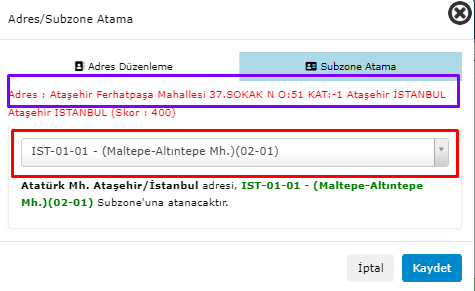 Adres/Subzone Atama
Adres Düzenleme
Subzone Atama
Adres : Ataşehir Ferhatpaşa Mahallesi 37.SOKAK N O:51 KAT:-1 Ataşehir İSTANBUL
Ataşehir İSTANBUL (Skor : 400)
IST-01-01 - (Maltepe-Altıntepe Mh.)(02-01)
Atatürk Mh. Ataşehir/İstanbul adresi, IST-01-01 - (Maltepe-Altıntepe
Mh.)(02-01) Subzone'una atanacaktır.
İptal
Kaydet